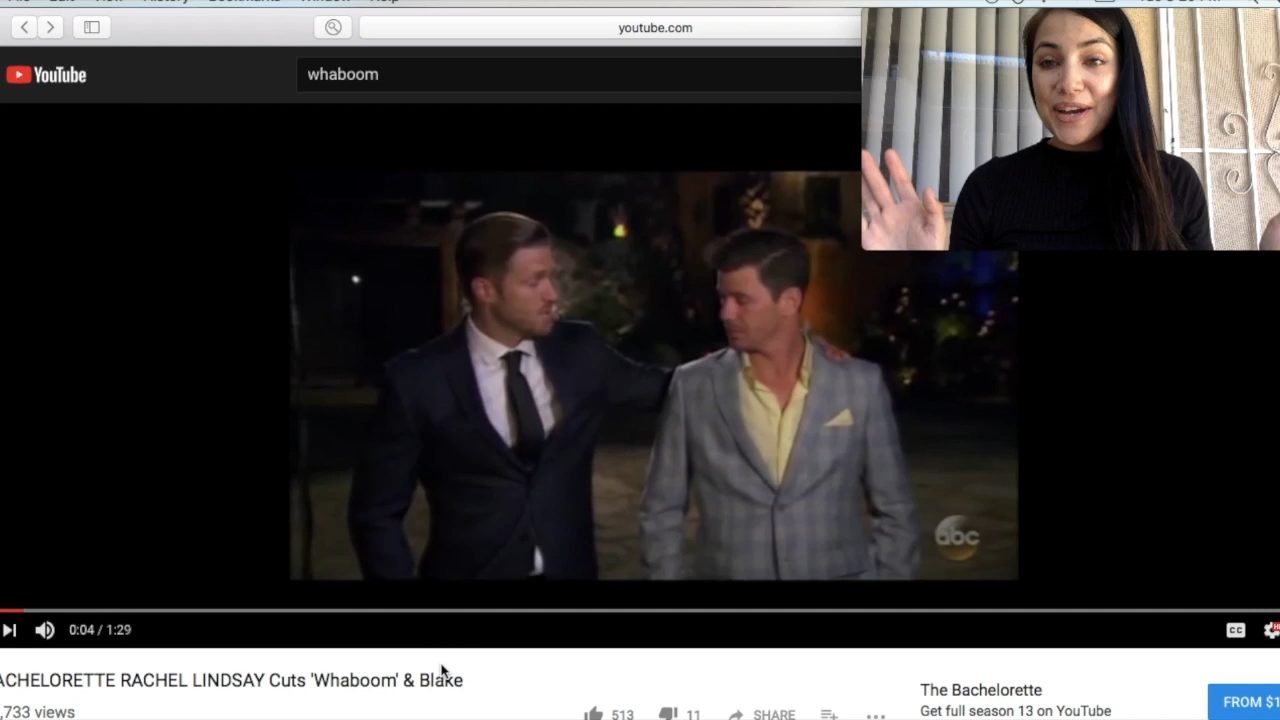 youtube.com
YouTube
whaboom
abc
0:04 / 1:29
CC
ACHELORETTE RACHEL LINDSAY Cuts 'Whaboom' & Blake
,733 views
513
11
SHARE
The Bachelorette
Get full season 13 on YouTube
FROM $1